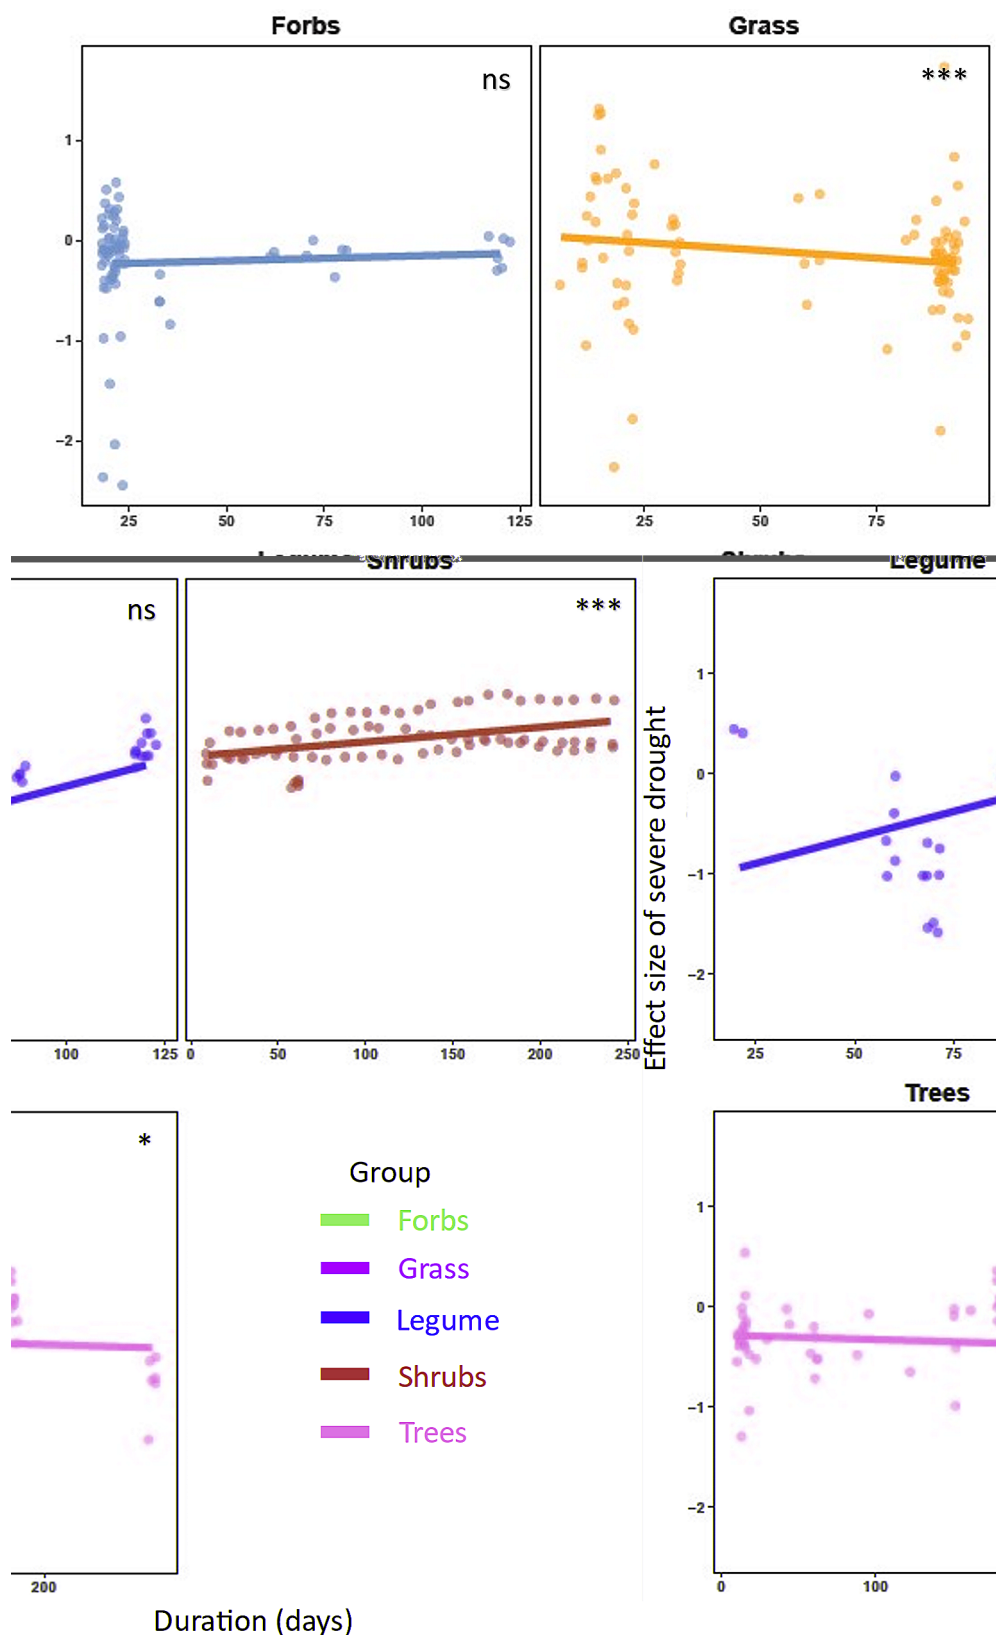 Forbs
Grass
ns
***
1
0
−1
−2
25
50
75
100
125
25
50
75
Shrubs
Legume
ns
***
1
0
−1
−2
Effect size of severe drought
100
125
0
50
100
150
200
250
25
50
75
Trees
*
Group
Forbs
Grass
Legume
Shrubs
Trees
1
0
−1
−2
200
0
100
Duration (days)